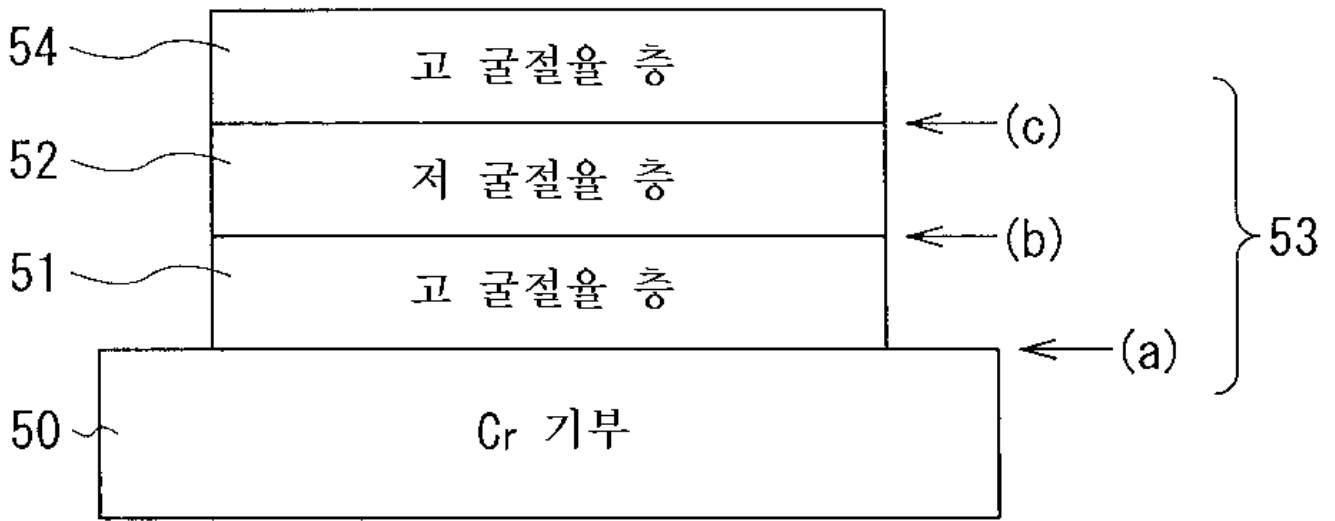 54 고 굴절율 층
(c)
52 저 굴절율 층
(b) 53
51 고 굴절율 층
(a)
50 Cr 기부